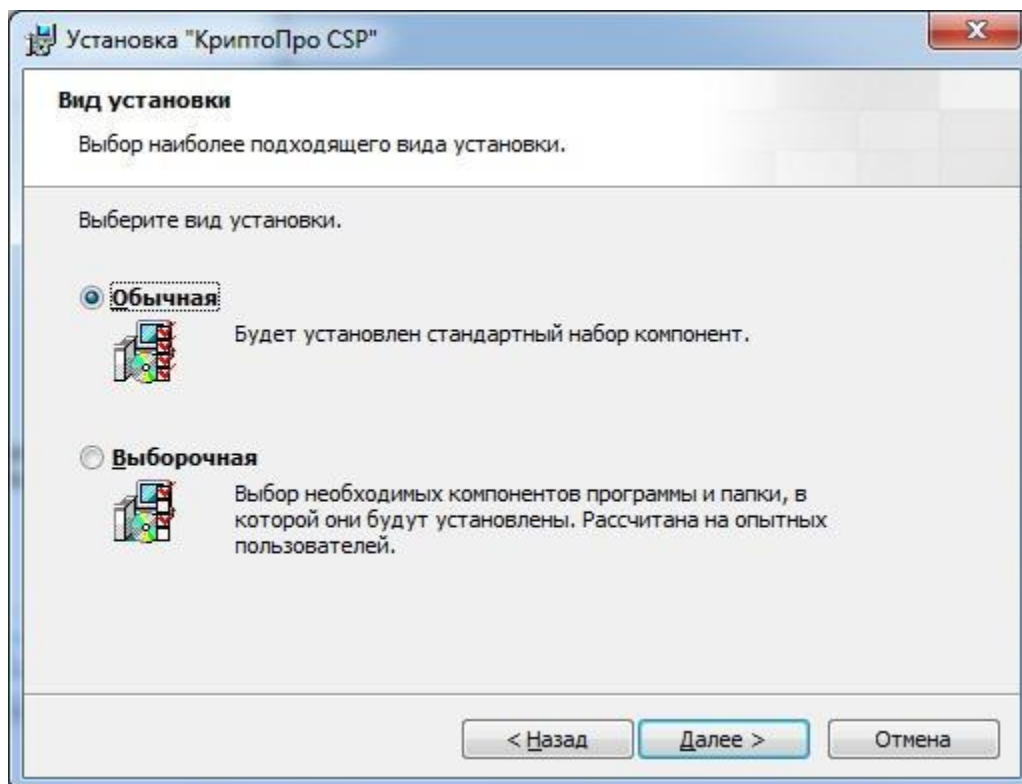 Установка "КриптоПро CSP"
Вид установки
Выбор наиболее подходящего вида установки.
Выберите вид установки.
Обычная
Будет установлен стандартный набор компонент.
Выборочная
Выбор необходимых компонентов программы и папки, в
которой они будут установлены. Рассчитана на опытных
пользователей.
< Назад
Далее >
Отмена